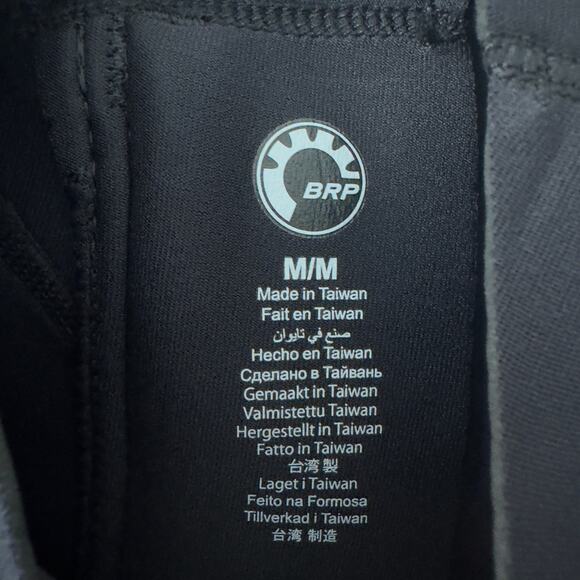 BRP
M/M
Made in Taiwan
Fait en Taiwan
صنع في تايوان
Hecho en Taiwan
Сделано в Тайвань
Gemaakt in Taiwan
Valmistettu Taiwan
Hergestellt in Taiwan
Fatto in Taiwan
台湾 製
Laget i Taiwan
Feito na Formosa
Tillverkad i Taiwan
台湾 制造